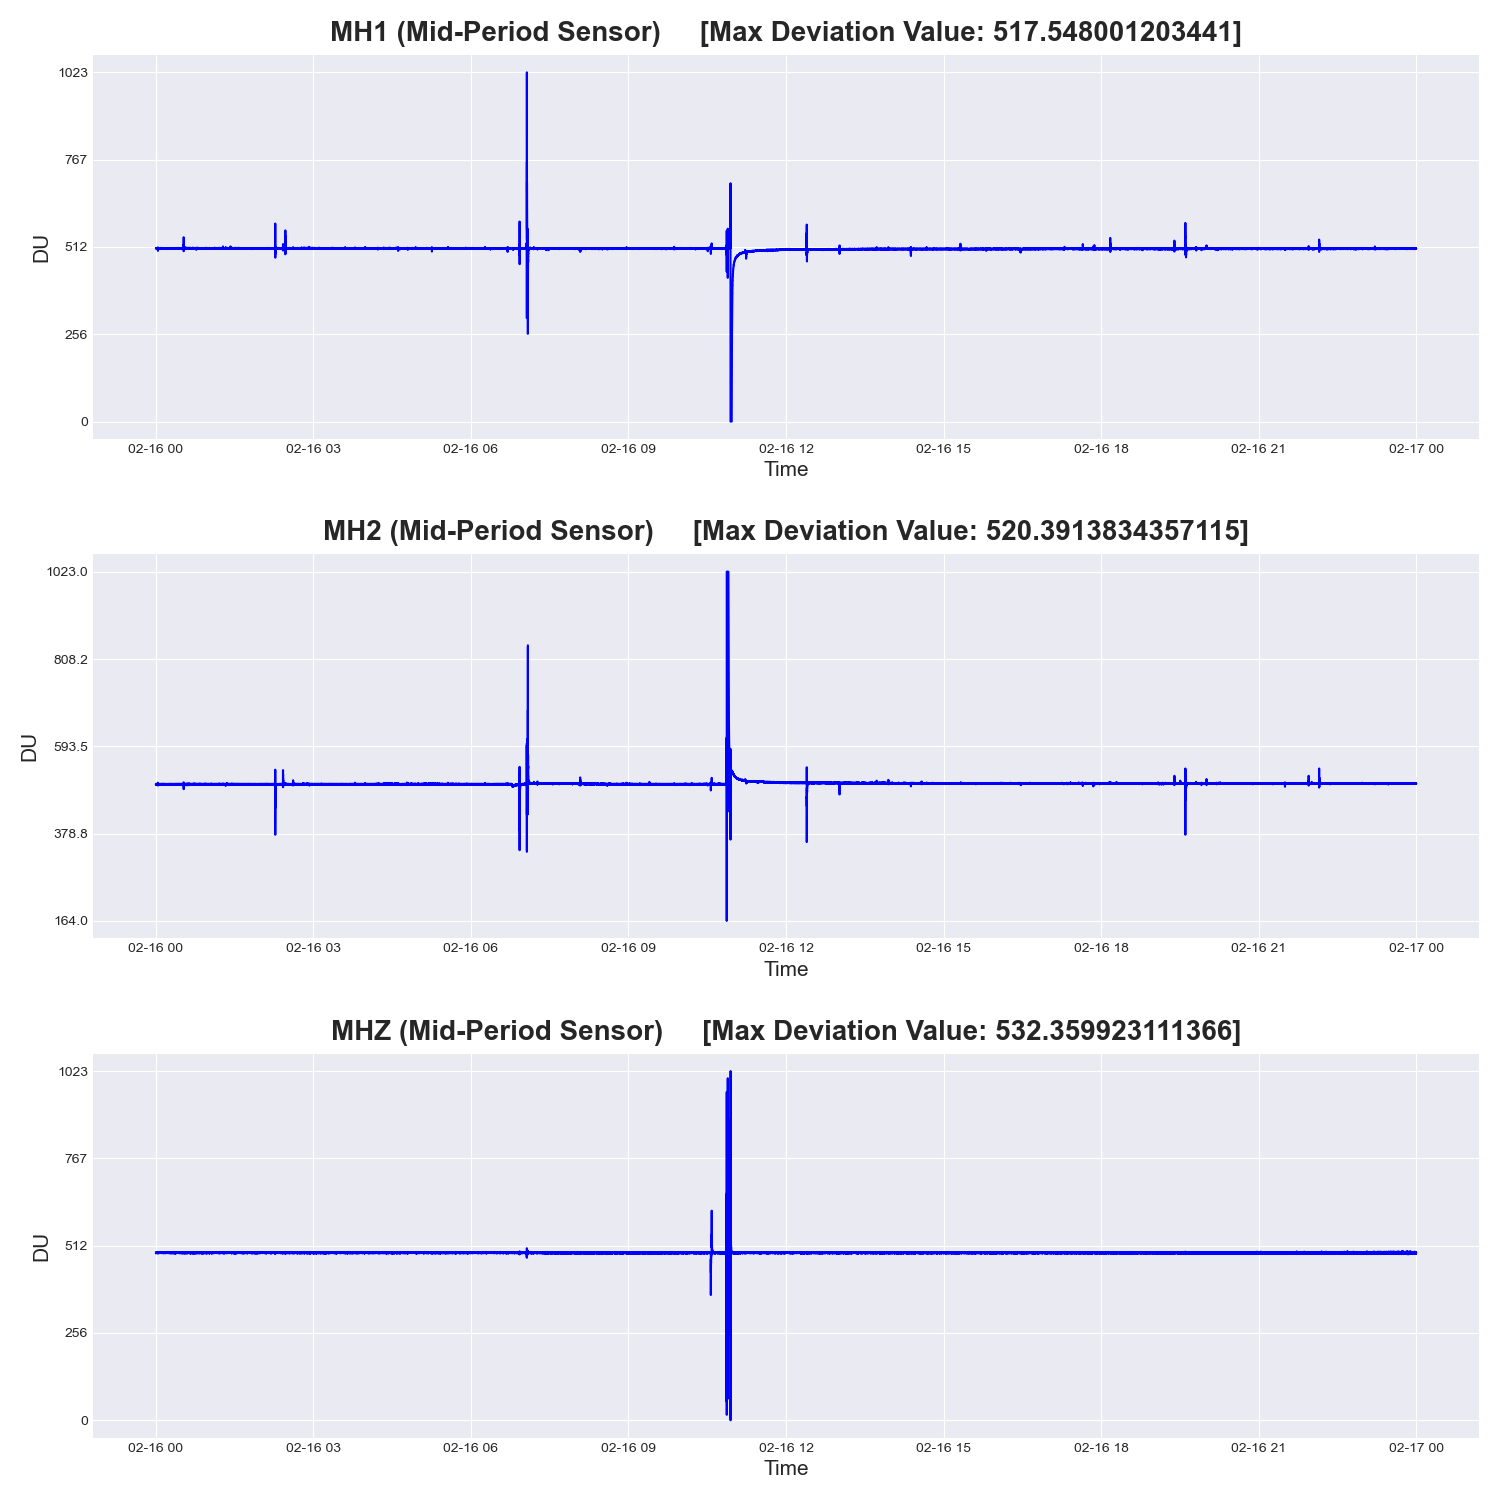 MH1 (Mid-Period Sensor) [Max Deviation Value: 517.548001203441]
1023
767
512
256
0
DU
02-16 00 02-16 03 02-16 06 02-16 09 02-16 12 02-16 15 02-16 18 02-16 21 02-17 00
Time
MH2 (Mid-Period Sensor) [Max Deviation Value: 520.3913834357115]
1023.0
808.2
593.5
378.8
164.0
DU
02-16 00 02-16 03 02-16 06 02-16 09 02-16 12 02-16 15 02-16 18 02-16 21 02-17 00
Time
MHZ (Mid-Period Sensor) [Max Deviation Value: 532.359923111366]
1023
767
512
256
0
DU
02-16 00 02-16 03 02-16 06 02-16 09 02-16 12 02-16 15 02-16 18 02-16 21 02-17 00
Time